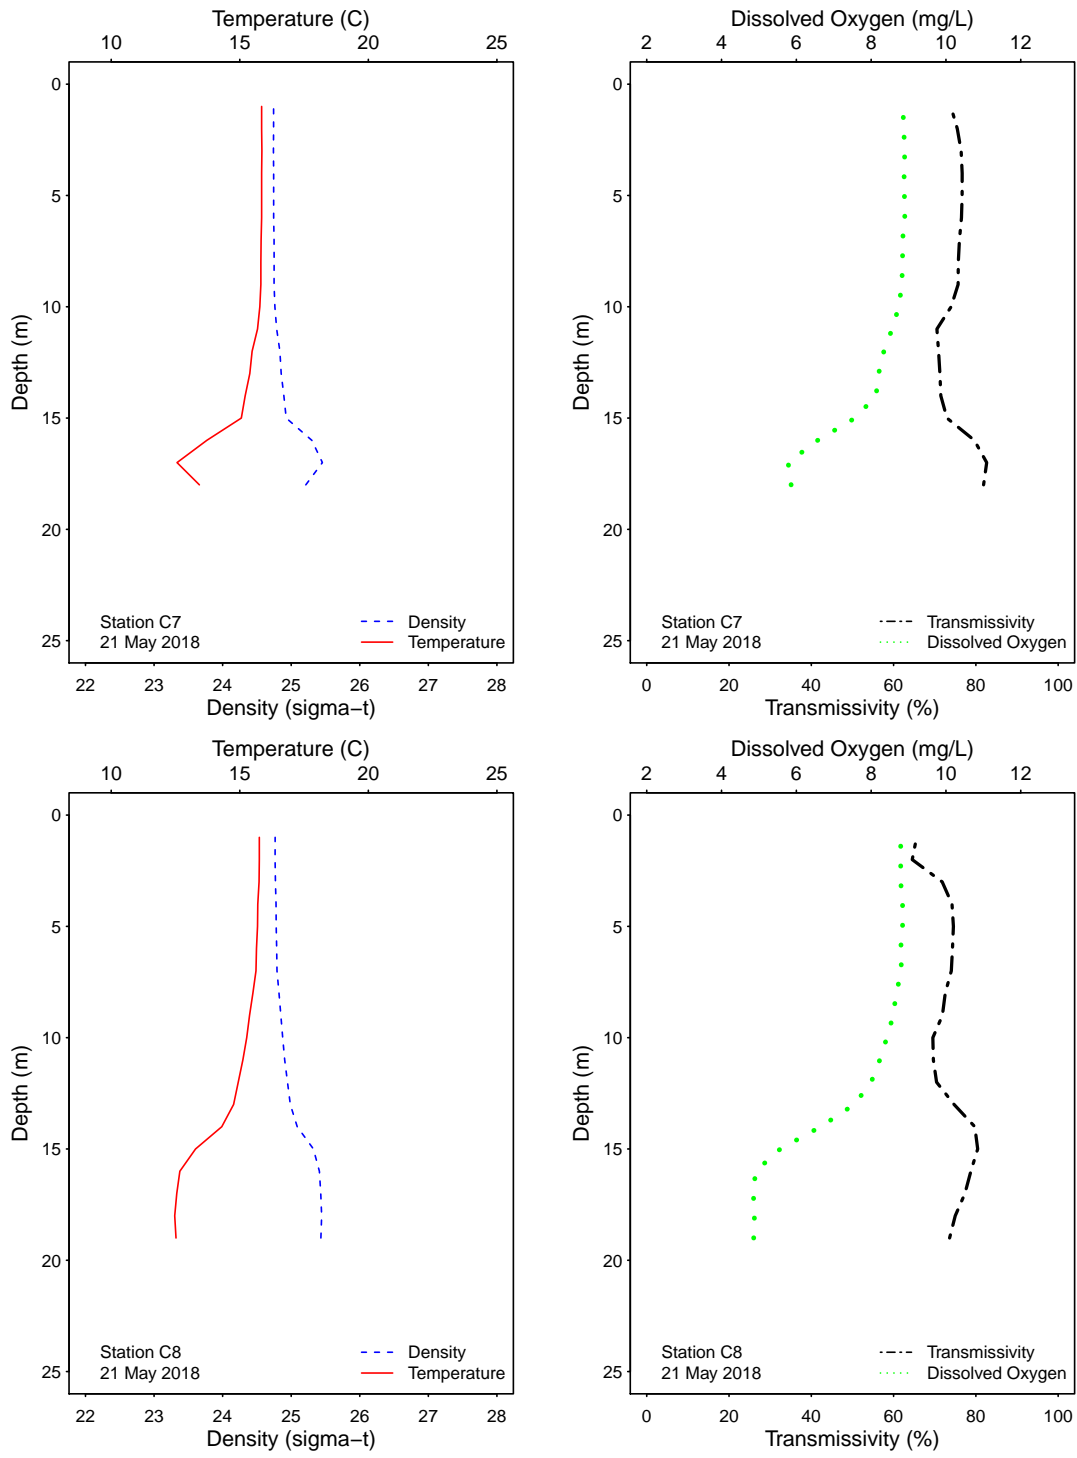 Temperature (C)
10 15 20 25
0
5
10
15
20
25
Depth (m)
Station C7
21 May 2018
Density
Temperature
22 23 24 25 26 27 28
Density (sigma−t)
Dissolved Oxygen (mg/L)
2 4 6 8 10 12
0
5
10
15
20
25
Depth (m)
Station C7
21 May 2018
Transmissivity
Dissolved Oxygen
0 20 40 60 80 100
Transmissivity (%)
Temperature (C)
10 15 20 25
0
5
10
15
20
25
Depth (m)
Station C8
21 May 2018
Density
Temperature
22 23 24 25 26 27 28
Density (sigma−t)
Dissolved Oxygen (mg/L)
2 4 6 8 10 12
0
5
10
15
20
25
Depth (m)
Station C8
21 May 2018
Transmissivity
Dissolved Oxygen
0 20 40 60 80 100
Transmissivity (%)